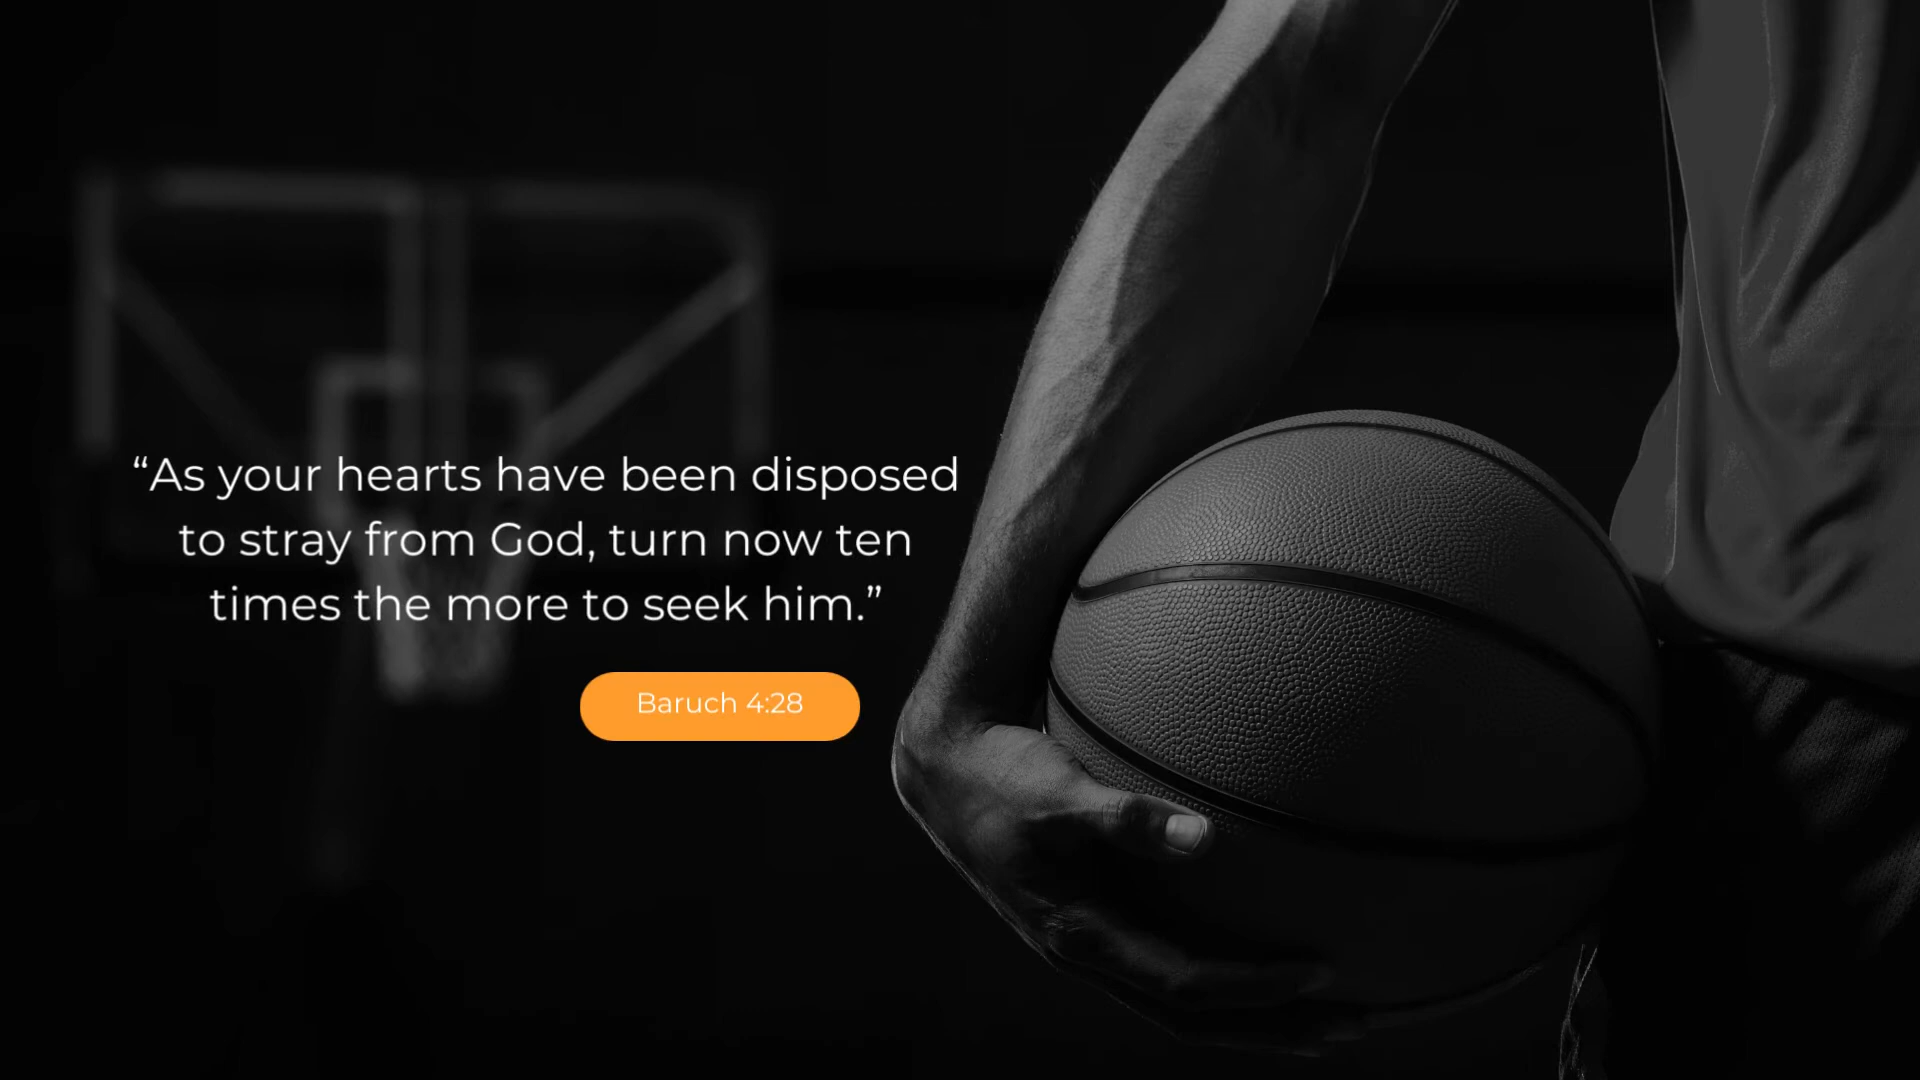 “As your hearts have been disposed
to stray from God, turn now ten
times the more to seek him.”
Baruch 4:28